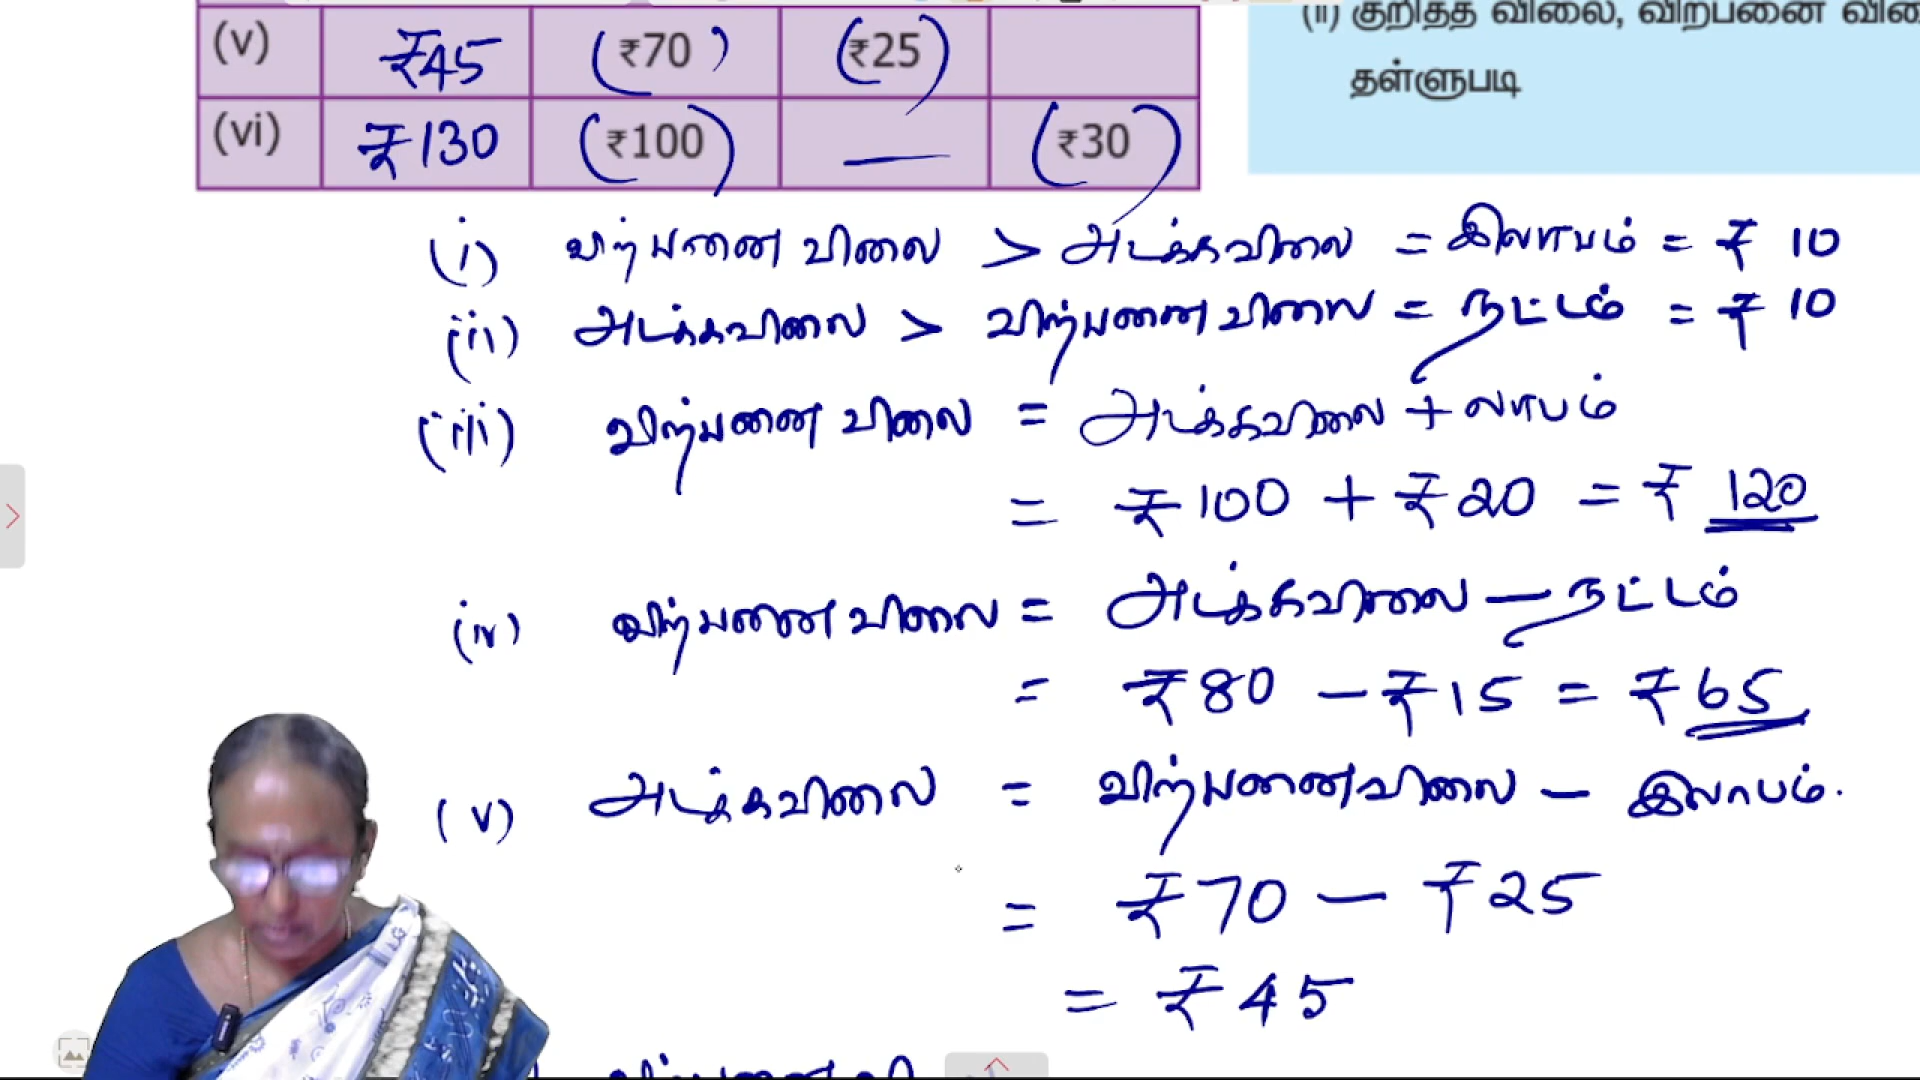 (ii) குறித்த விலை, விற்பனை
(v) ₹45 (₹70) (₹25)
தள்ளுபடி
(vi) ₹130 (₹100) — (₹30)
(i) விற்பனை விலை > அடக்கவிலை = இலாபம் = ₹ 10
(ii) அடக்கவிலை > விற்பனை விலை = நட்டம் = ₹ 10
(iii) விற்பனை விலை = அடக்கவிலை + லாபம்
= ₹100 + ₹20 = ₹ 120
(iv) விற்பனை விலை = அடக்கவிலை – நட்டம்
= ₹80 – ₹15 = ₹65
(v) அடக்கவிலை = விற்பனைவிலை – இலாபம்.
= ₹70 – ₹25
= ₹45